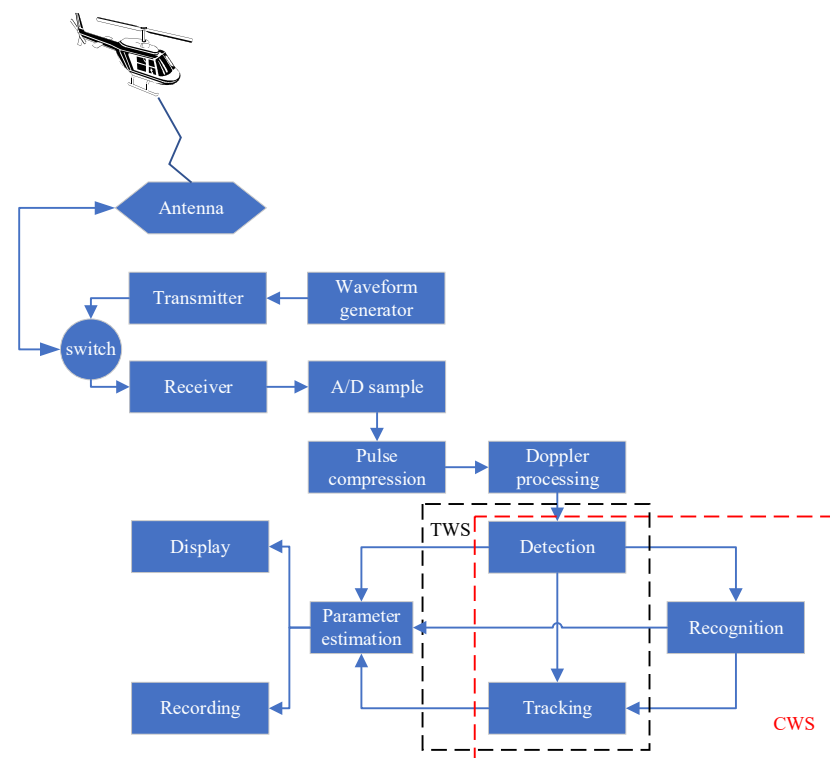 Antenna
Transmitter
Waveform
generator
switch
Receiver
A/D sample
Pulse
compression
Doppler
processing
TWS
Display
Detection
Parameter
estimation
Recognition
Recording
Tracking
CWS